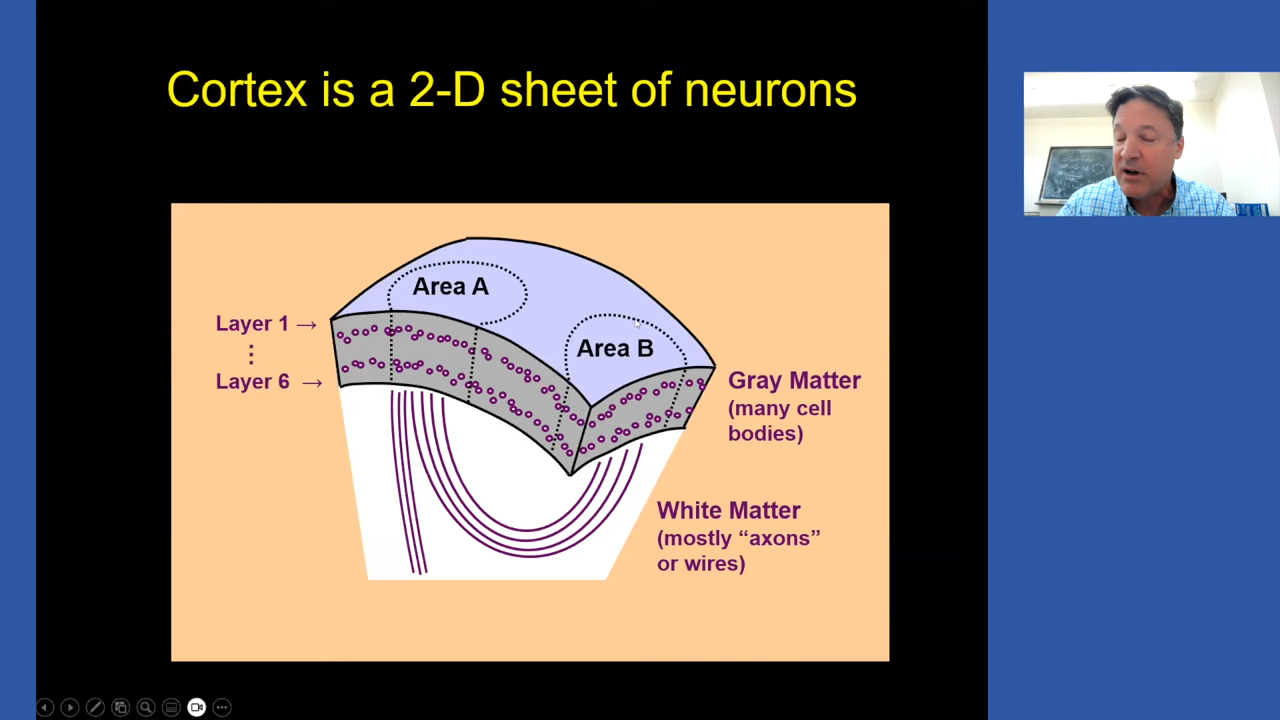 Cortex is a 2-D sheet of neurons
Area A
Area B
Layer 1 →
⋮
Layer 6 →
Gray Matter
(many cell
bodies)
White Matter
(mostly “axons”
or wires)